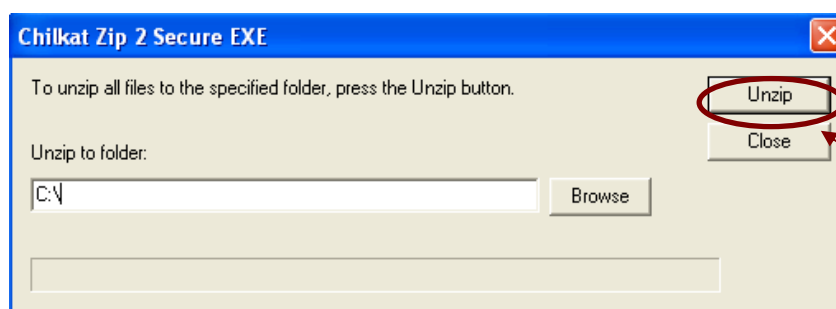 Chilkat Zip 2 Secure EXE
To unzip all files to the specified folder, press the Unzip button.
Unzip
Close
Unzip to folder:
C:\
Browse